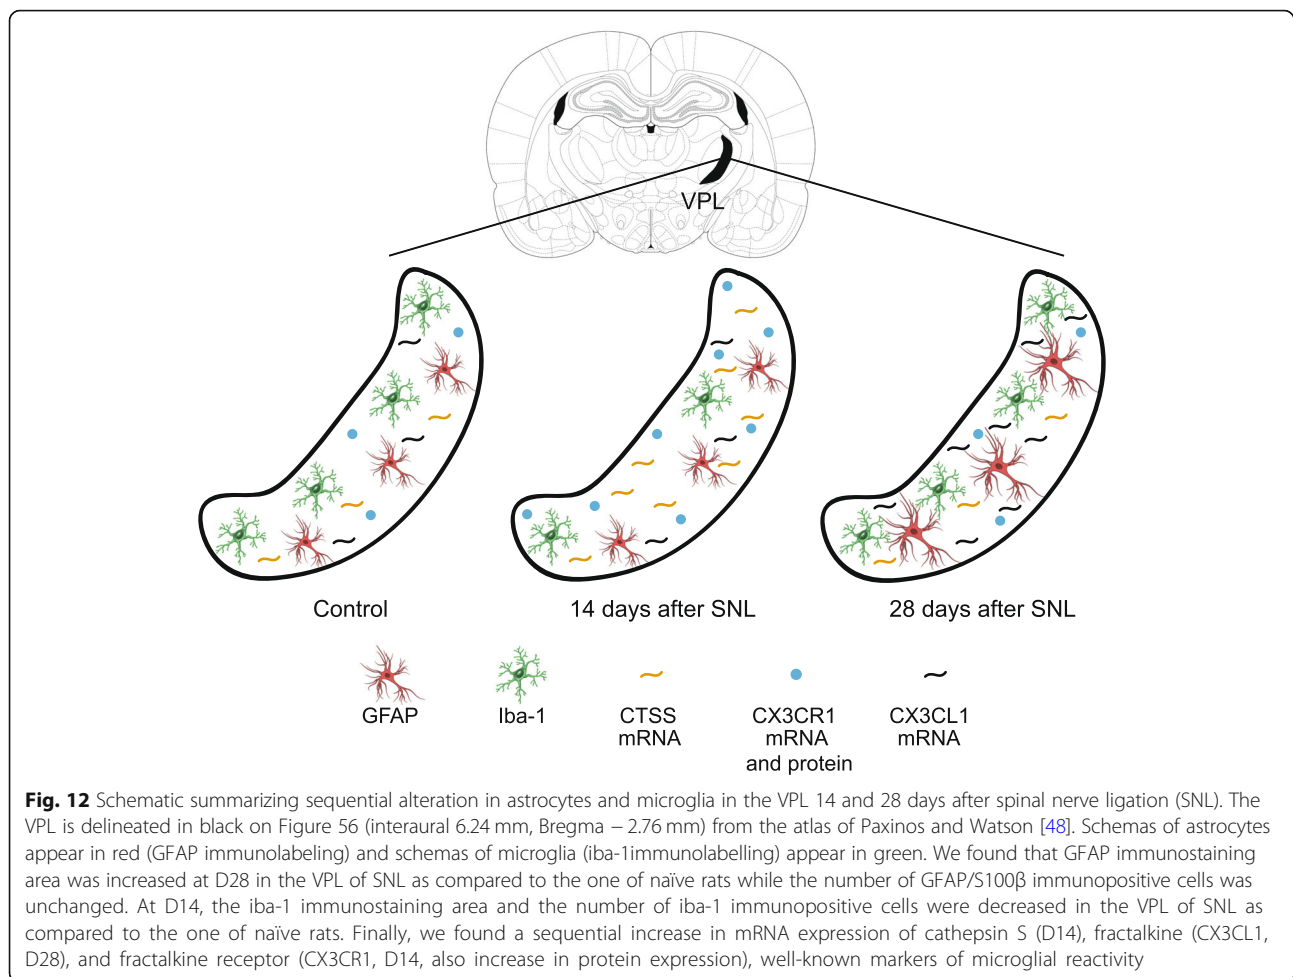 VPL
Control
14 days after SNL
28 days after SNL
GFAP
Iba-1
CTSS
mRNA
CX3CR1
mRNA
and protein
CX3CL1
mRNA
Fig. 12 Schematic summarizing sequential alteration in astrocytes and microglia in the VPL 14 and 28 days after spinal nerve ligation (SNL). The
VPL is delineated in black on Figure 56 (interaural 6.24 mm, Bregma − 2.76 mm) from the atlas of Paxinos and Watson [48]. Schemas of astrocytes
appear in red (GFAP immunolabeling) and schemas of microglia (iba-1immunolabelling) appear in green. We found that GFAP immunostaining
area was increased at D28 in the VPL of SNL as compared to the one of naïve rats while the number of GFAP/S100β immunopositive cells was
unchanged. At D14, the iba-1 immunostaining area and the number of iba-1 immunopositive cells were decreased in the VPL of SNL as
compared to the one of naïve rats. Finally, we found a sequential increase in mRNA expression of cathepsin S (D14), fractalkine (CX3CL1,
D28), and fractalkine receptor (CX3CR1, D14, also increase in protein expression), well-known markers of microglial reactivity